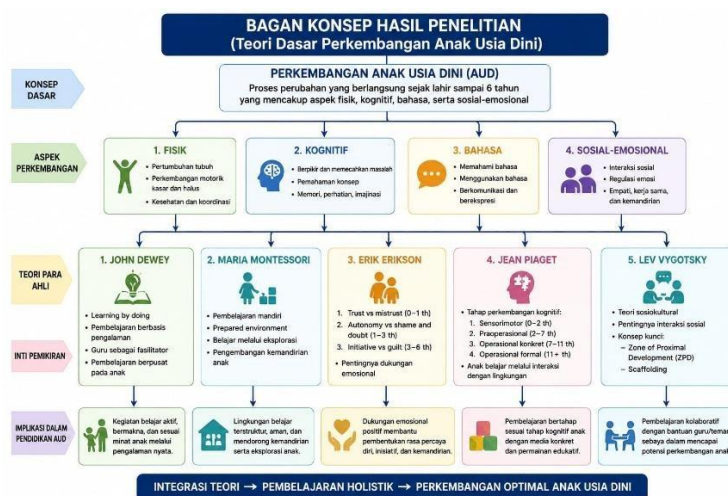 BAGAN KONSEP HASIL PENELITIAN
(Teori Dasar Perkembangan Anak Usia Dini)
KONSEP
DASAR
PERKEMBANGAN ANAK USIA DINI (AUD)
Proses perubahan yang berlangsung sejak lahir sampai 6 tahun
yang mencakup aspek fisik, kognitif, bahasa, serta sosial-emosional
ASPEK
PERKEMBANGAN
1. FISIK
• Pertumbuhan tubuh
• Perkembangan motorik
kasar dan halus
• Kesehatan dan koordinasi
2. KOGNITIF
• Berpikir dan memecahkan masalah
• Pemahaman konsep
• Memori, perhatian, imajinasi
3. BAHASA
• Memahami bahasa
• Menggunakan bahasa
• Berkomunikasi dan
berekspresi
4. SOSIAL-EMOSIONAL
• Interaksi sosial
• Regulasi emosi
• Empati, kerja sama,
dan kemandirian
TEORI PARA
AHLI
INTI PEMIKIRAN
1. JOHN DEWEY
• Learning by doing
• Pembelajaran berbasis
pengalaman
• Guru sebagai fasilitator
• Pembelajaran berpusat
pada anak
2. MARIA MONTESSORI
• Pembelajaran mandiri
• Prepared environment
• Belajar melalui eksplorasi
• Pengembangan kemandirian
anak
3. ERIK ERIKSON
1. Trust vs mistrust (0–1 th)
2. Autonomy vs shame and
doubt (1–3 th)
3. Initiative vs guilt (3–6 th)
• Pentingnya dukungan
emosional
4. JEAN PIAGET
• Tahap perkembangan kognitif:
1. Sensorimotor (0–2 th)
2. Praoperasional (2–7 th)
3. Operasional konkret (7–11 th)
4. Operasional formal (11+ th)
• Anak belajar melalui interaksi
dengan lingkungan
5. LEV VYGOTSKY
• Teori sosiokultural
• Pentingnya interaksi sosial
• Konsep kunci:
– Zone of Proximal
Development (ZPD)
– Scaffolding
IMPLIKASI DALAM
PENDIDIKAN AUD
Kegiatan belajar aktif,
bermakna, dan sesuai
minat anak melalui
pengalaman nyata.
Lingkungan belajar
terstruktur, aman, dan
mendorong kemandirian
serta eksplorasi anak.
Dukungan emosional
positif membantu
pembentukan rasa percaya
diri, inisiatif, dan kemandirian.
Pembelajaran bertahap
sesuai tahap kognitif anak
dengan media konkret
dan permainan edukatif.
Pembelajaran kolaboratif
dengan bantuan guru/teman
sebaya dalam mencapai
potensi perkembangan anak
INTEGRASI TEORI → PEMBELAJARAN HOLISTIK → PERKEMBANGAN OPTIMAL ANAK USIA DINI